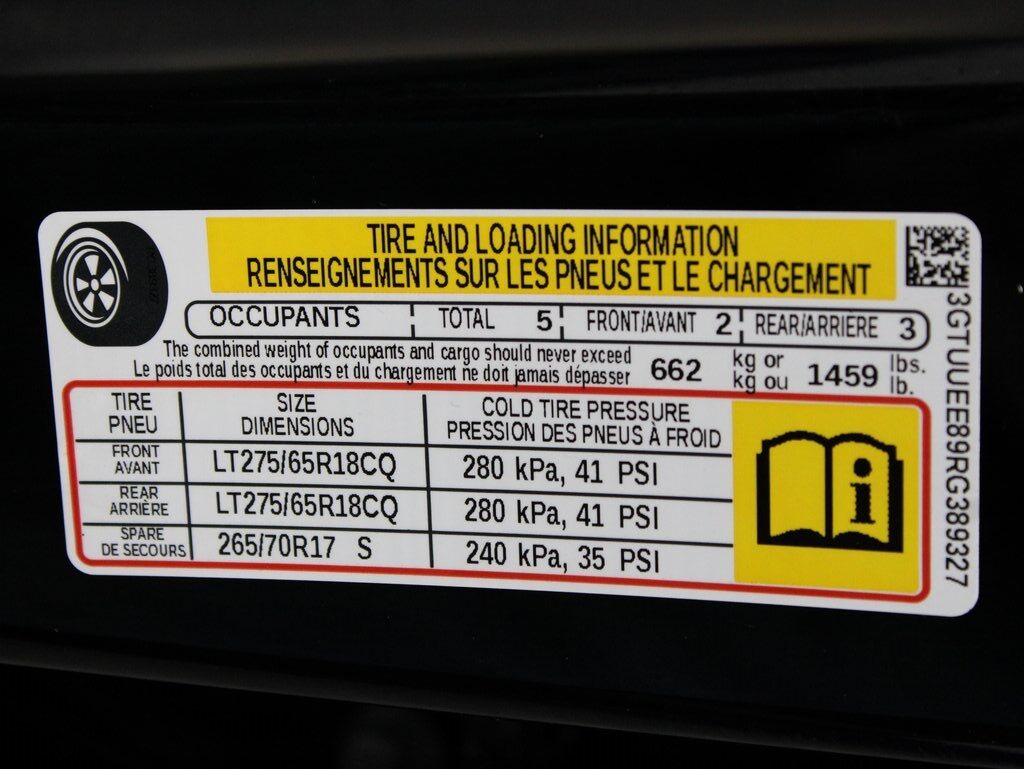 TIRE AND LOADING INFORMATION
RENSEIGNEMENTS SUR LES PNEUS ET LE CHARGEMENT
OCCUPANTS TOTAL 5 FRONT/AVANT 2 REAR/ARRIÈRE 3
The combined weight of occupants and cargo should never exceed 662 kg or 1459 lbs.
Le poids total des occupants et du chargement ne doit jamais dépasser kg ou lb.
TIRE SIZE COLD TIRE PRESSURE
PNEU DIMENSIONS PRESSION DES PNEUS À FROID
FRONT
AVANT LT275/65R18CQ 280 kPa, 41 PSI
REAR
ARRIÈRE LT275/65R18CQ 280 kPa, 41 PSI
SPARE
DE SECOURS 265/70R17 S 240 kPa, 35 PSI
i
3GTUUEE89RG389327